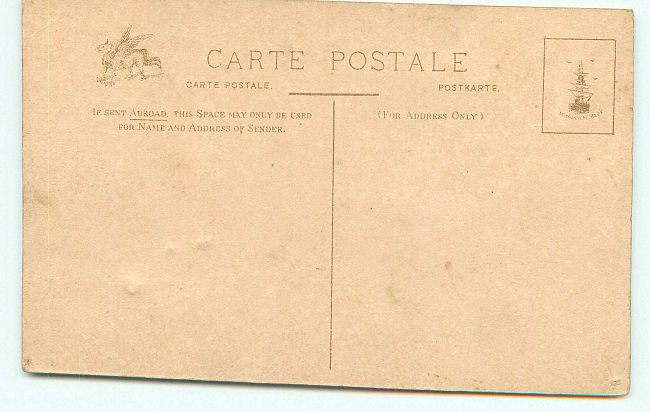 CARTE POSTALE
CARTE POSTALE.
POSTKARTE.
IF SENT ABROAD, THIS SPACE MAY ONLY BE USED
FOR NAME AND ADDRESS OF SENDER.
(FOR ADDRESS ONLY)